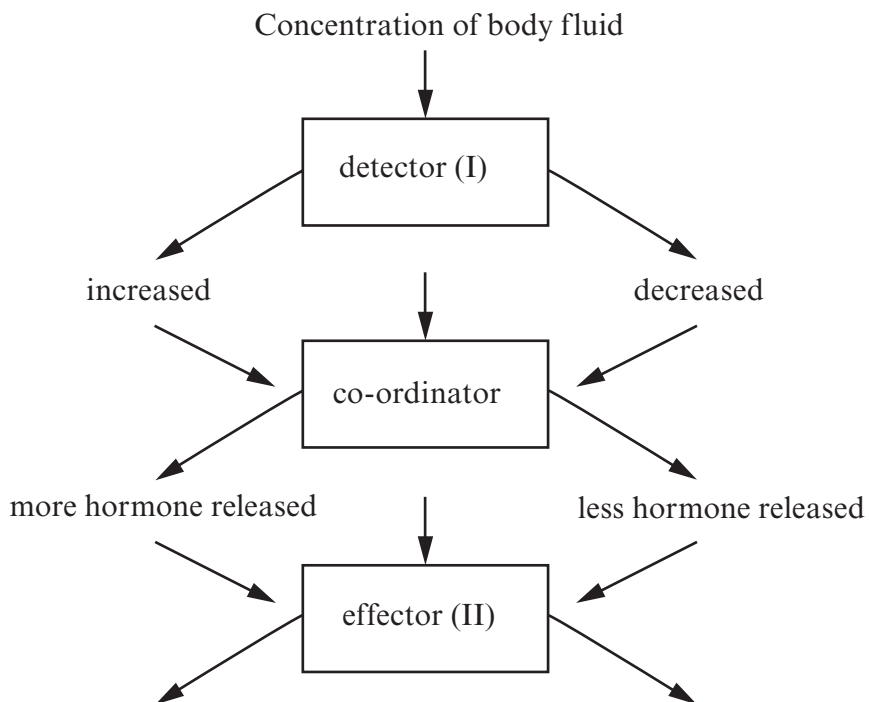 Concentration of body fluid
detector (I)
increased
decreased
co-ordinator
more hormone released
less hormone released
effector (II)